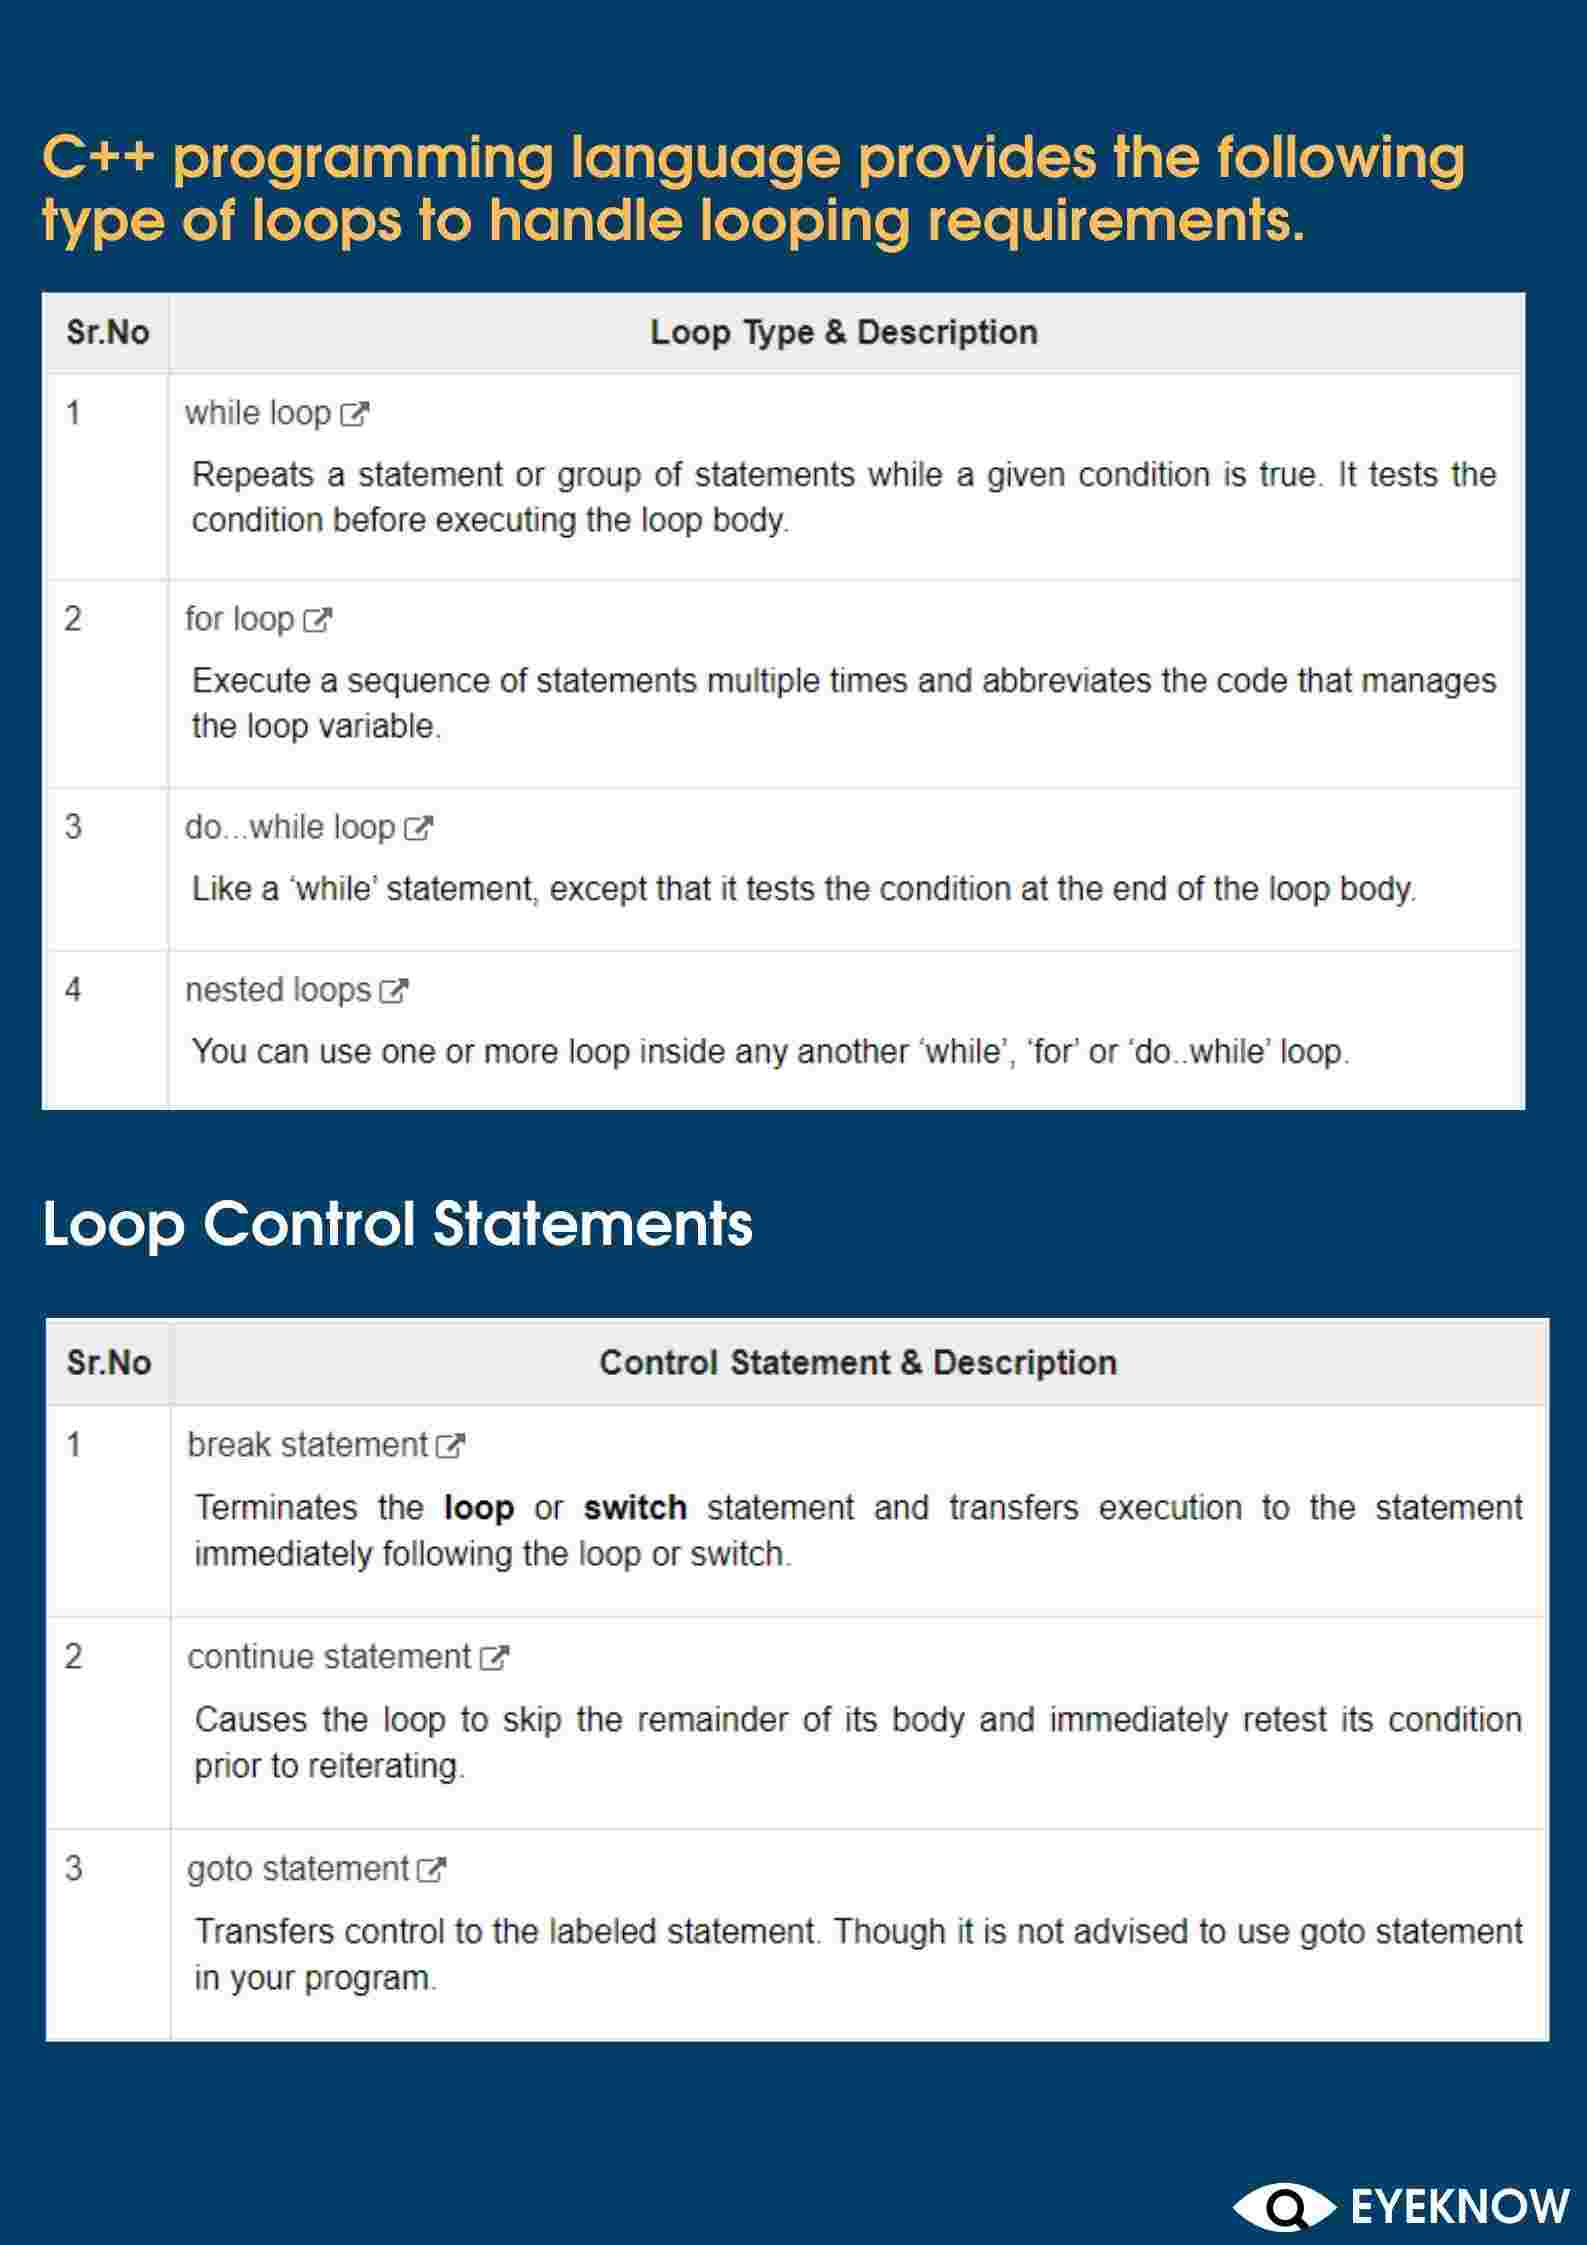 C++ programming language provides the following
type of loops to handle looping requirements.
Sr.No Loop Type & Description
1 while loop
Repeats a statement or group of statements while a given condition is true. It tests the
condition before executing the loop body.
2 for loop
Execute a sequence of statements multiple times and abbreviates the code that manages
the loop variable.
3 do...while loop
Like a ‘while’ statement, except that it tests the condition at the end of the loop body.
4 nested loops
You can use one or more loop inside any another ‘while’, ‘for’ or ‘do..while’ loop.
Loop Control Statements
Sr.No Control Statement & Description
1 break statement
Terminates the loop or switch statement and transfers execution to the statement
immediately following the loop or switch.
2 continue statement
Causes the loop to skip the remainder of its body and immediately retest its condition
prior to reiterating.
3 goto statement
Transfers control to the labeled statement. Though it is not advised to use goto statement
in your program.
EYEKNOW